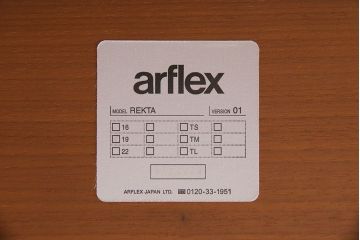 arflex
MODEL REKTA VERSION 01
16 TS
19 TM
22 TL
ARFLEX JAPAN LTD. 0120-33-1951